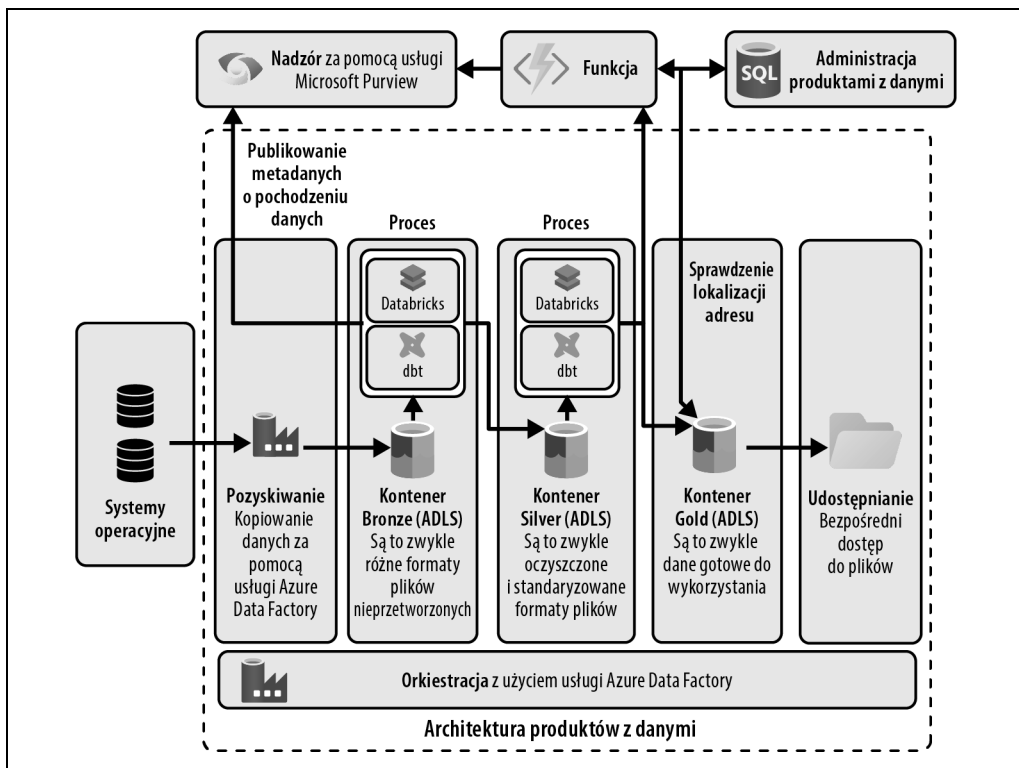 Nadzór za pomocą usługi
Microsoft Purview
Funkcja
SQL
Administracja
produktami z danymi
Publikowanie
metadanych
o pochodzeniu
danych
Proces
Databricks
dbt
Proces
Databricks
dbt
Sprawdzenie
lokalizacji
adresu
Systemy
operacyjne
Pozyskiwanie
Kopiowanie
danych za
pomocą
usługi Azure
Data Factory
Kontener
Bronze (ADLS)
Są to zwykle
różne formaty
plików
nieprzetworzonych
Kontener
Silver (ADLS)
Są to zwykle
oczyszczone
i standaryzowane
formaty plików
Kontener
Gold (ADLS)
Są to zwykle
dane gotowe do
wykorzystania
Udostępnianie
Bezpośredni
dostęp
do plików
Orkiestracja z użyciem usługi Azure Data Factory
Architektura produktów z danymi